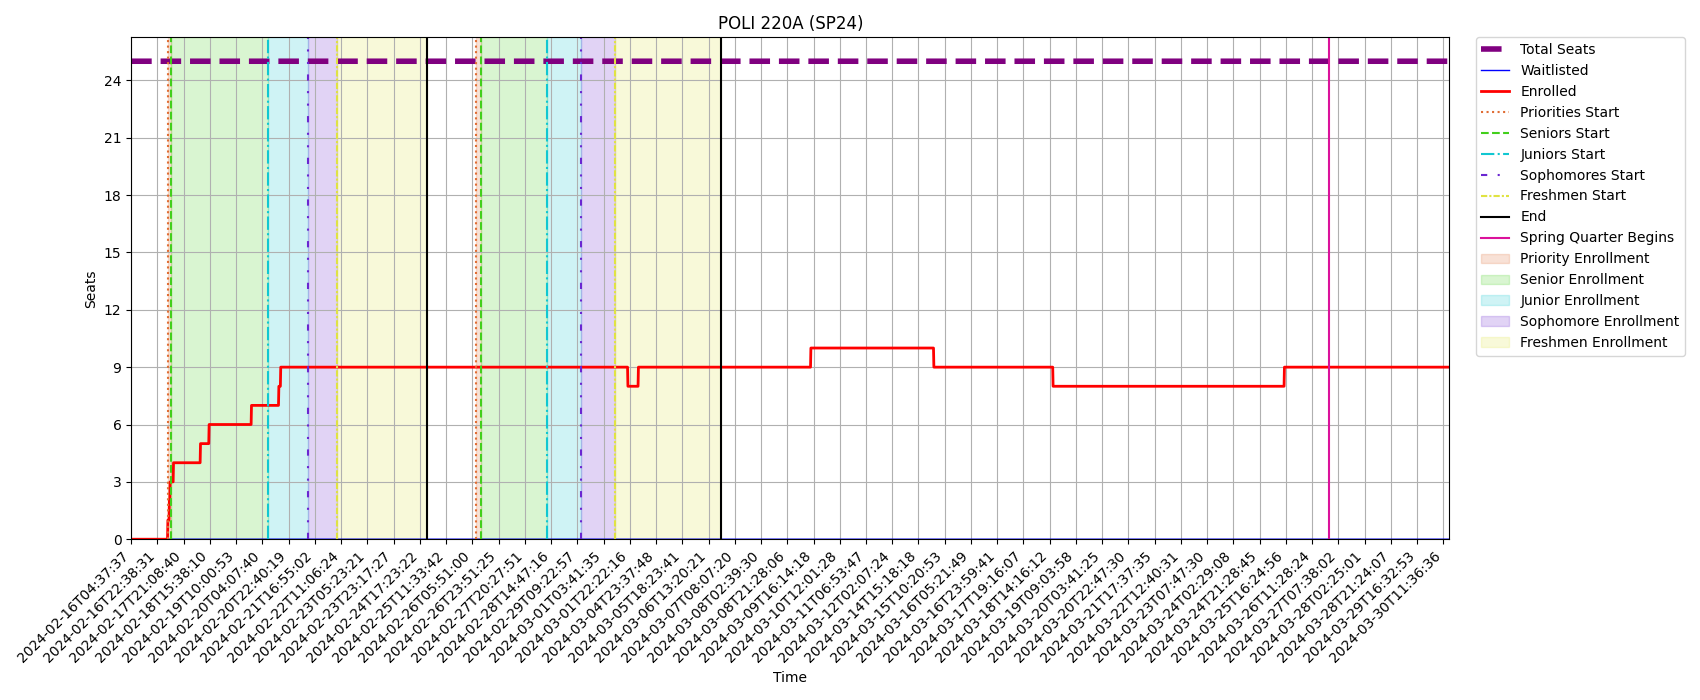 POLI 220A (SP24)
Seats
24
21
18
15
12
9
6
3
0
2024-02-16T04:37:37
2024-02-16T22:38:31
2024-02-17T21:08:40
2024-02-18T15:38:10
2024-02-19T10:00:53
2024-02-20T04:07:40
2024-02-20T22:40:19
2024-02-21T16:55:02
2024-02-22T11:06:24
2024-02-23T05:23:21
2024-02-23T23:17:27
2024-02-24T17:23:22
2024-02-25T11:33:42
2024-02-26T05:51:00
2024-02-26T23:51:25
2024-02-27T20:27:51
2024-02-28T14:47:16
2024-02-29T09:22:57
2024-03-01T03:41:35
2024-03-01T22:22:16
2024-03-04T23:37:48
2024-03-05T18:23:41
2024-03-06T13:20:21
2024-03-07T08:07:20
2024-03-08T02:39:30
2024-03-08T21:28:06
2024-03-09T16:14:18
2024-03-10T12:01:28
2024-03-11T06:53:47
2024-03-12T02:07:24
2024-03-14T15:18:18
2024-03-15T10:20:53
2024-03-16T05:21:49
2024-03-16T23:59:41
2024-03-17T19:16:07
2024-03-18T14:16:12
2024-03-19T09:03:58
2024-03-20T03:41:25
2024-03-20T22:47:30
2024-03-21T17:37:35
2024-03-22T12:40:31
2024-03-23T07:47:30
2024-03-24T02:29:08
2024-03-24T21:28:45
2024-03-25T16:24:56
2024-03-26T11:28:24
2024-03-27T07:38:02
2024-03-28T02:25:01
2024-03-28T21:24:07
2024-03-29T16:32:53
2024-03-30T11:36:36
Time
Total Seats
Waitlisted
Enrolled
Priorities Start
Seniors Start
Juniors Start
Sophomores Start
Freshmen Start
End
Spring Quarter Begins
Priority Enrollment
Senior Enrollment
Junior Enrollment
Sophomore Enrollment
Freshmen Enrollment